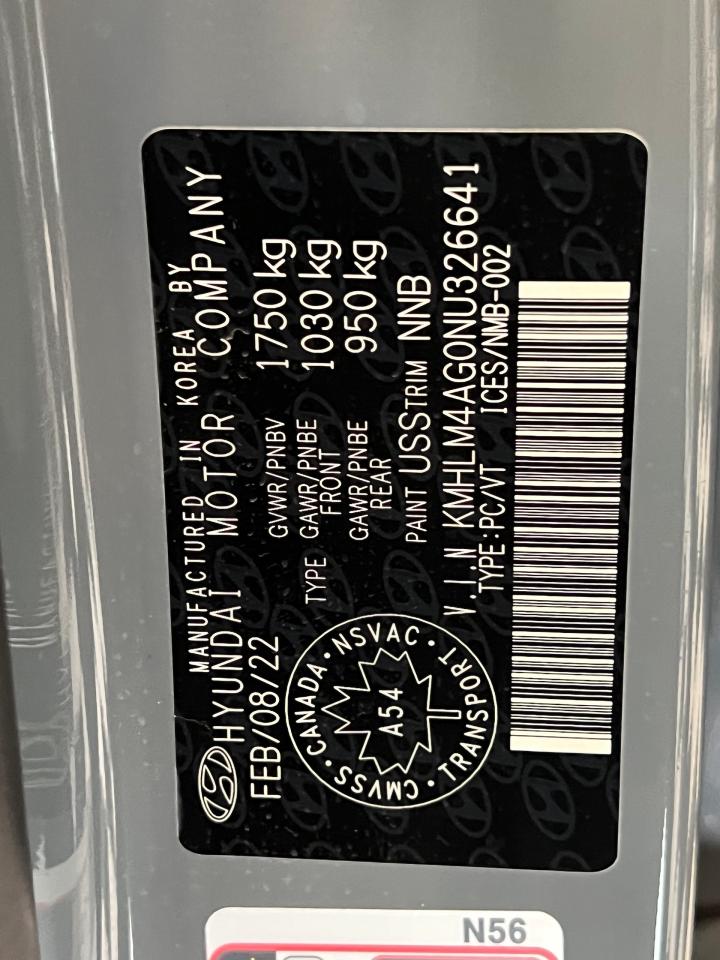 MANUFACTURED IN KOREA BY
HYUNDAI MOTOR COMPANY
FEB/08/22
GVWR/PNBV 1750 kg
TYPE GAWR/PNBE FRONT 1030 kg
GAWR/PNBE REAR 950 kg
PAINT USS TRIM NNB
V.I.N KMHLM4AG0NU326641
TYPE:PC/VT ICES/NMB-002
CANADA · NSVAC · TRANSPORT · CMVSS ·
A54
N56